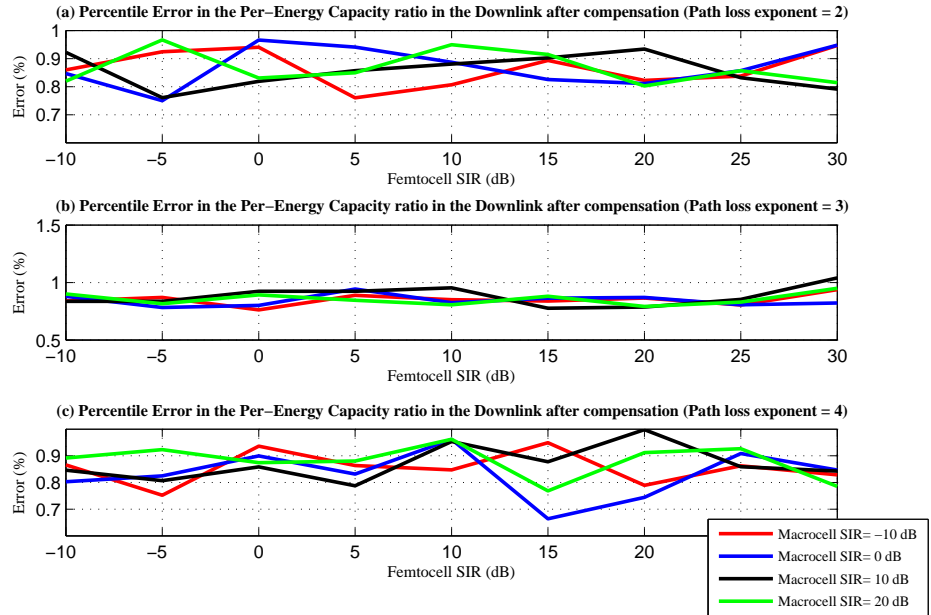 (a) Percentile Error in the Per−Energy Capacity ratio in the Downlink after compensation (Path loss exponent = 2)
1
0.9
0.8
0.7
Error (%)
−10 −5 0 5 10 15 20 25 30
Femtocell SIR (dB)
(b) Percentile Error in the Per−Energy Capacity ratio in the Downlink after compensation (Path loss exponent = 3)
1.5
1
0.5
Error (%)
−10 −5 0 5 10 15 20 25 30
Femtocell SIR (dB)
(c) Percentile Error in the Per−Energy Capacity ratio in the Downlink after compensation (Path loss exponent = 4)
0.9
0.8
0.7
Error (%)
−10 −5 0 5 10 15 20
Femtocell SIR (dB)
Macrocell SIR= −10 dB
Macrocell SIR= 0 dB
Macrocell SIR= 10 dB
Macrocell SIR= 20 dB